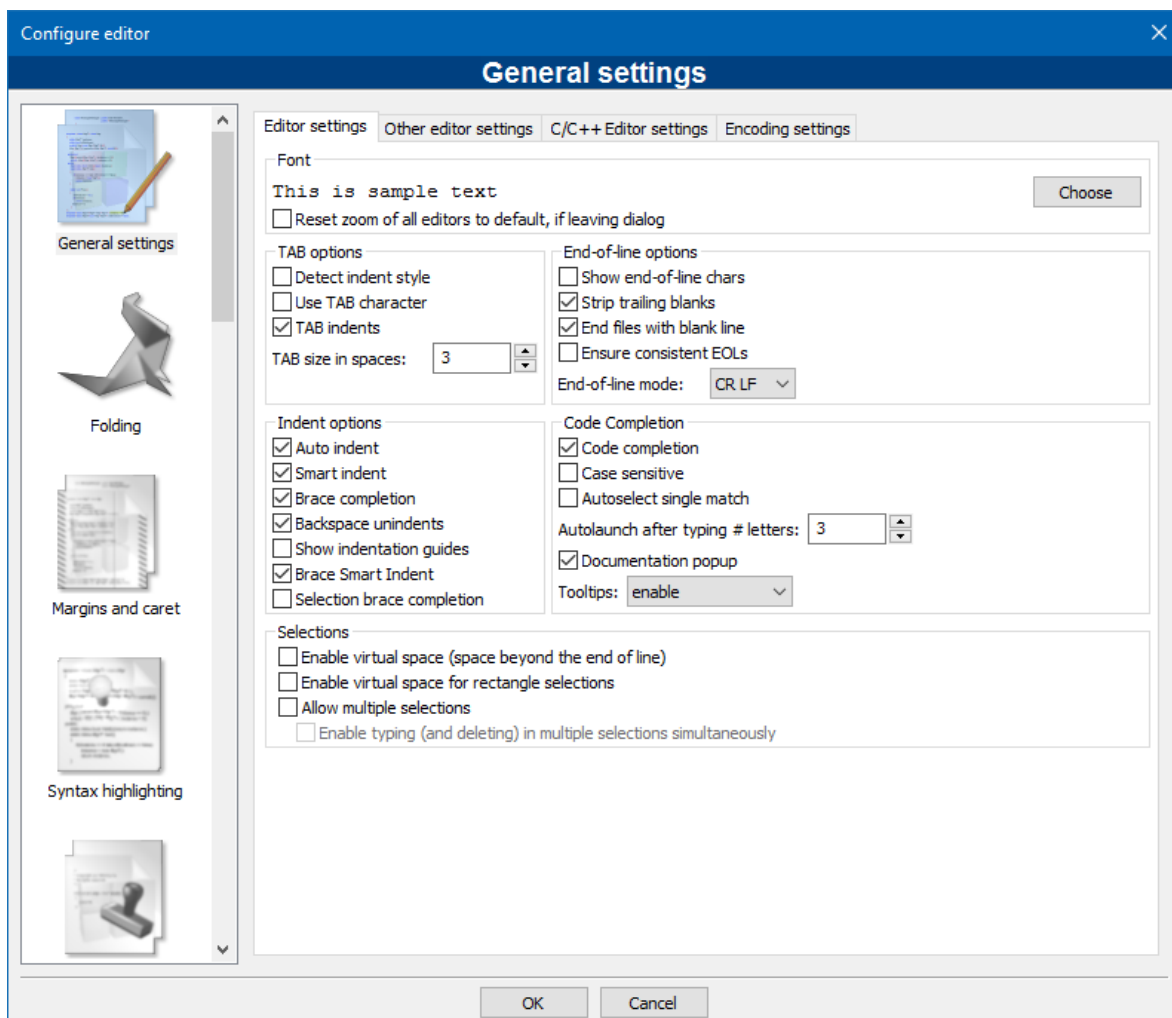 Configure editor
General settings
General settings
Folding
Margins and caret
Syntax highlighting
Editor settings
Other editor settings
C/C++ Editor settings
Encoding settings
Font
This is sample text
Choose
Reset zoom of all editors to default, if leaving dialog
TAB options
Detect indent style
Use TAB character
TAB indents
TAB size in spaces: 3
End-of-line options
Show end-of-line chars
Strip trailing blanks
End files with blank line
Ensure consistent EOLs
End-of-line mode: CR LF
Indent options
Auto indent
Smart indent
Brace completion
Backspace unindents
Show indentation guides
Brace Smart Indent
Selection brace completion
Code Completion
Code completion
Case sensitive
Autoselect single match
Autolaunch after typing # letters: 3
Documentation popup
Tooltips: enable
Selections
Enable virtual space (space beyond the end of line)
Enable virtual space for rectangle selections
Allow multiple selections
Enable typing (and deleting) in multiple selections simultaneously
OK
Cancel